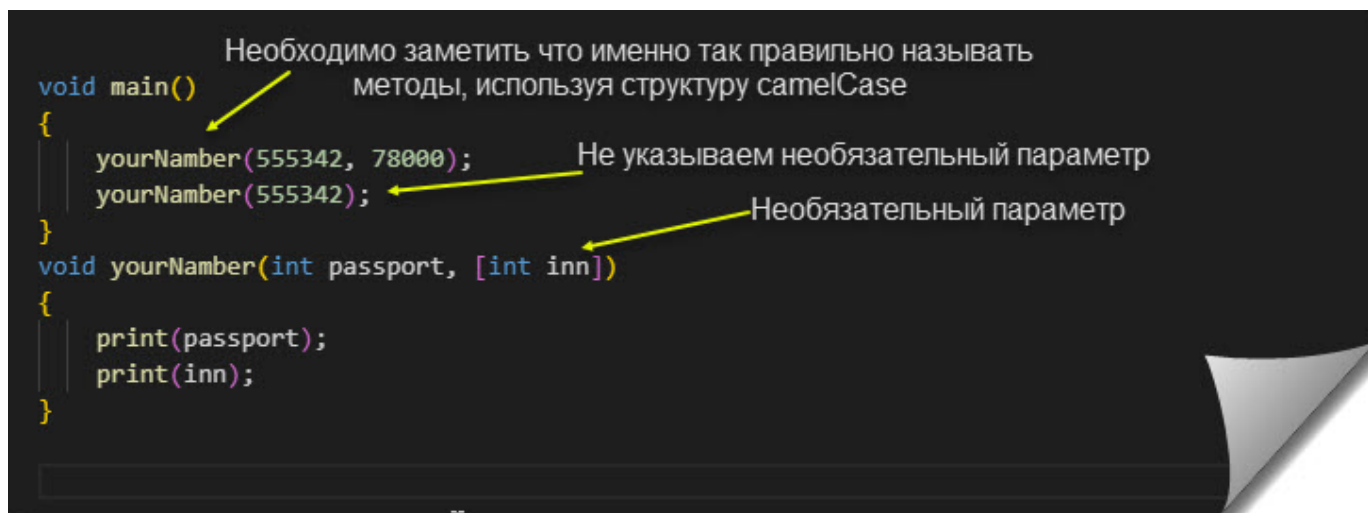 Необходимо заметить что именно так правильно называть
методы, используя структуру camelCase
void main()
{
yourNamber(555342, 78000);
Не указываем необязательный параметр
yourNamber(555342);
Необязательный параметр
}
void yourNamber(int passport, [int inn])
{
print(passport);
print(inn);
}